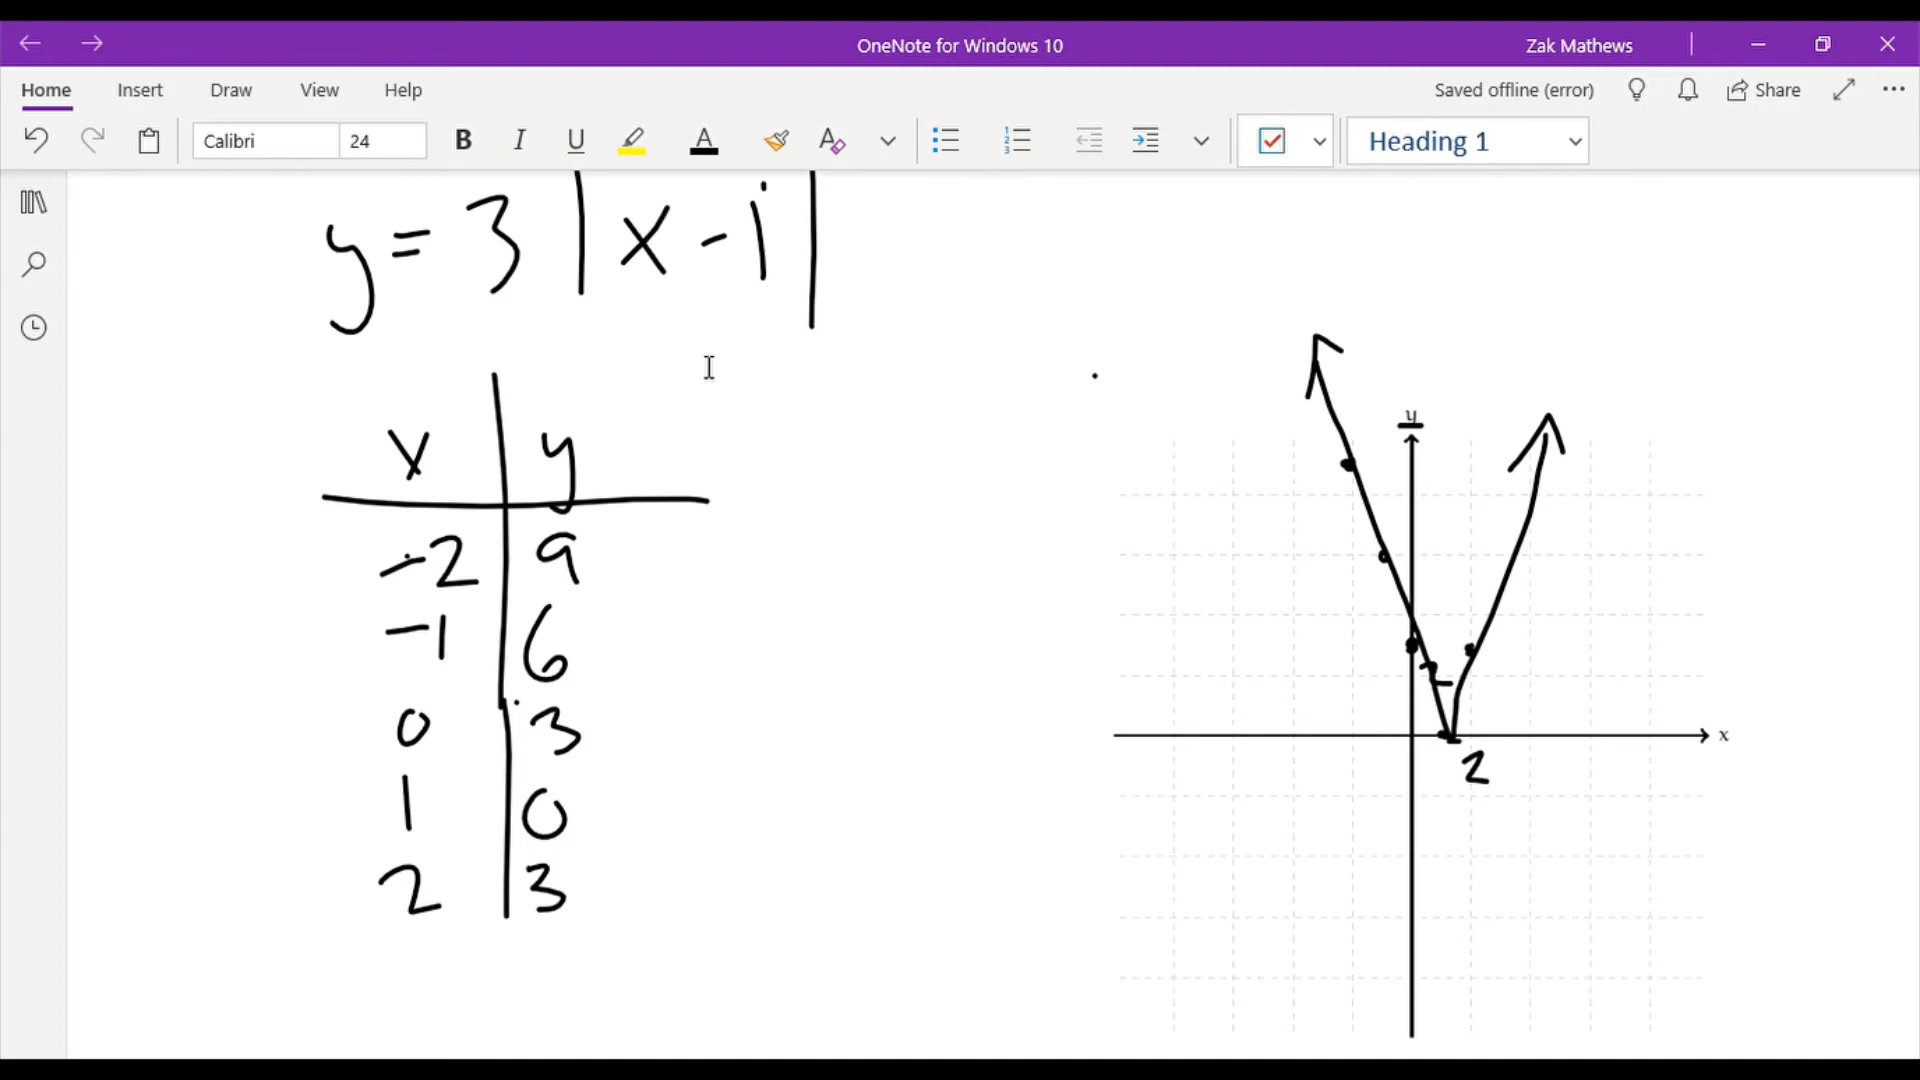 OneNote for Windows 10
Zak Mathews
Home Insert Draw View Help
Saved offline (error)
Share
Calibri 24 B I U A A
Heading 1
y = 3 | x - 1 |
x y
-2 9
-1 6
0 3
1 0
2 3
y
x
2